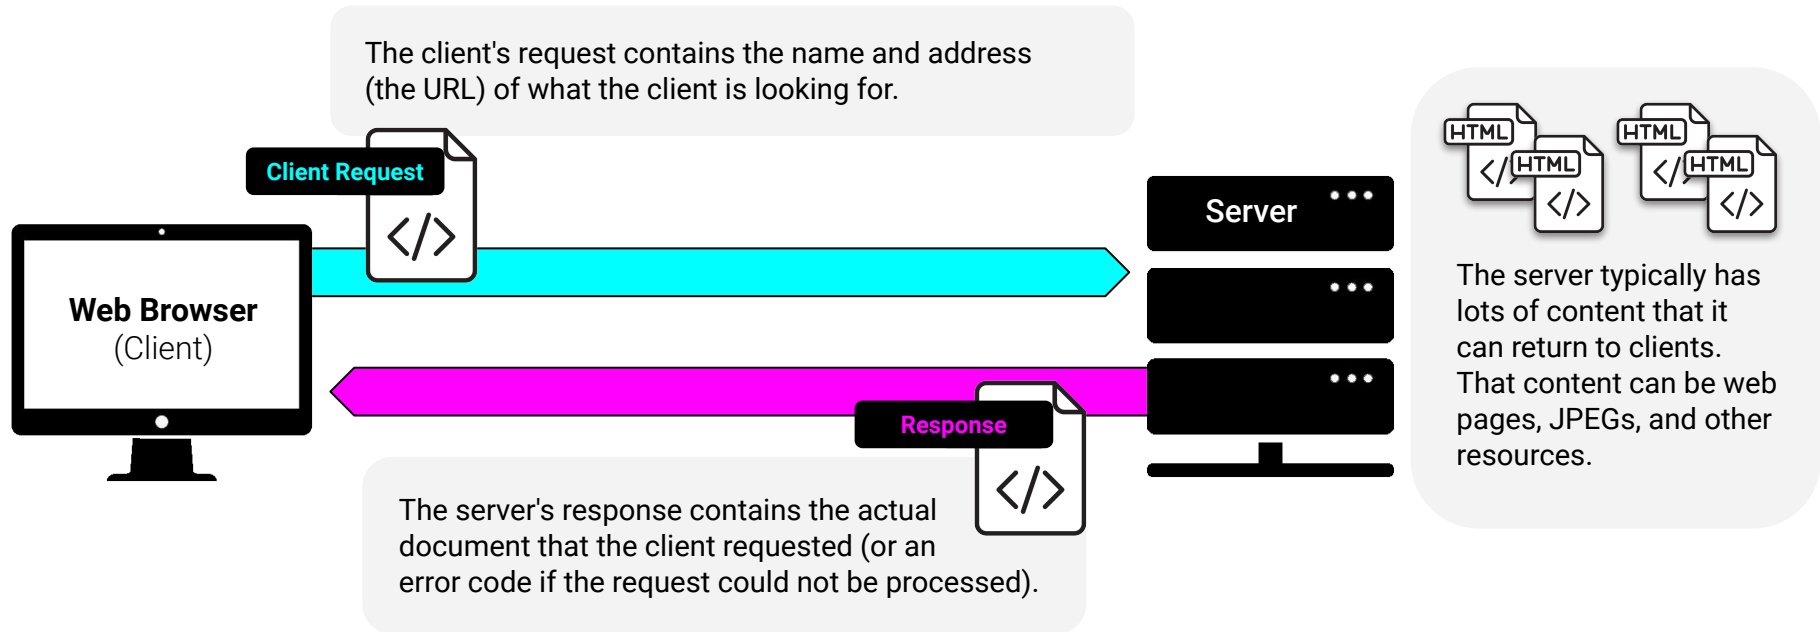 The client's request contains the name and address
(the URL) of what the client is looking for.
Client Request
</>
Web Browser
(Client)
Server
HTML
</>
HTML
</>
HTML
</>
HTML
</>
The server typically has
lots of content that it
can return to clients.
That content can be web
pages, JPEGs, and other
resources.
Response
</>
The server's response contains the actual
document that the client requested (or an
error code if the request could not be processed).